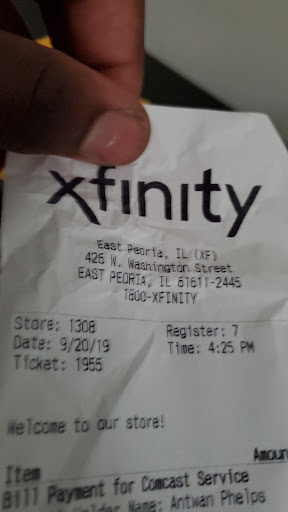 xfinity
East Peoria, IL (XF)
426 W. Washington Street
EAST PEORIA, IL 61611-2445
1800-XFINITY
Store: 1308 Register: 7
Date: 9/20/19 Time: 4:25 PM
Ticket: 1955
Welcome to our store!
Item Amoun
Bill Payment for Comcast Service
Holder Name: Antwan Phelps